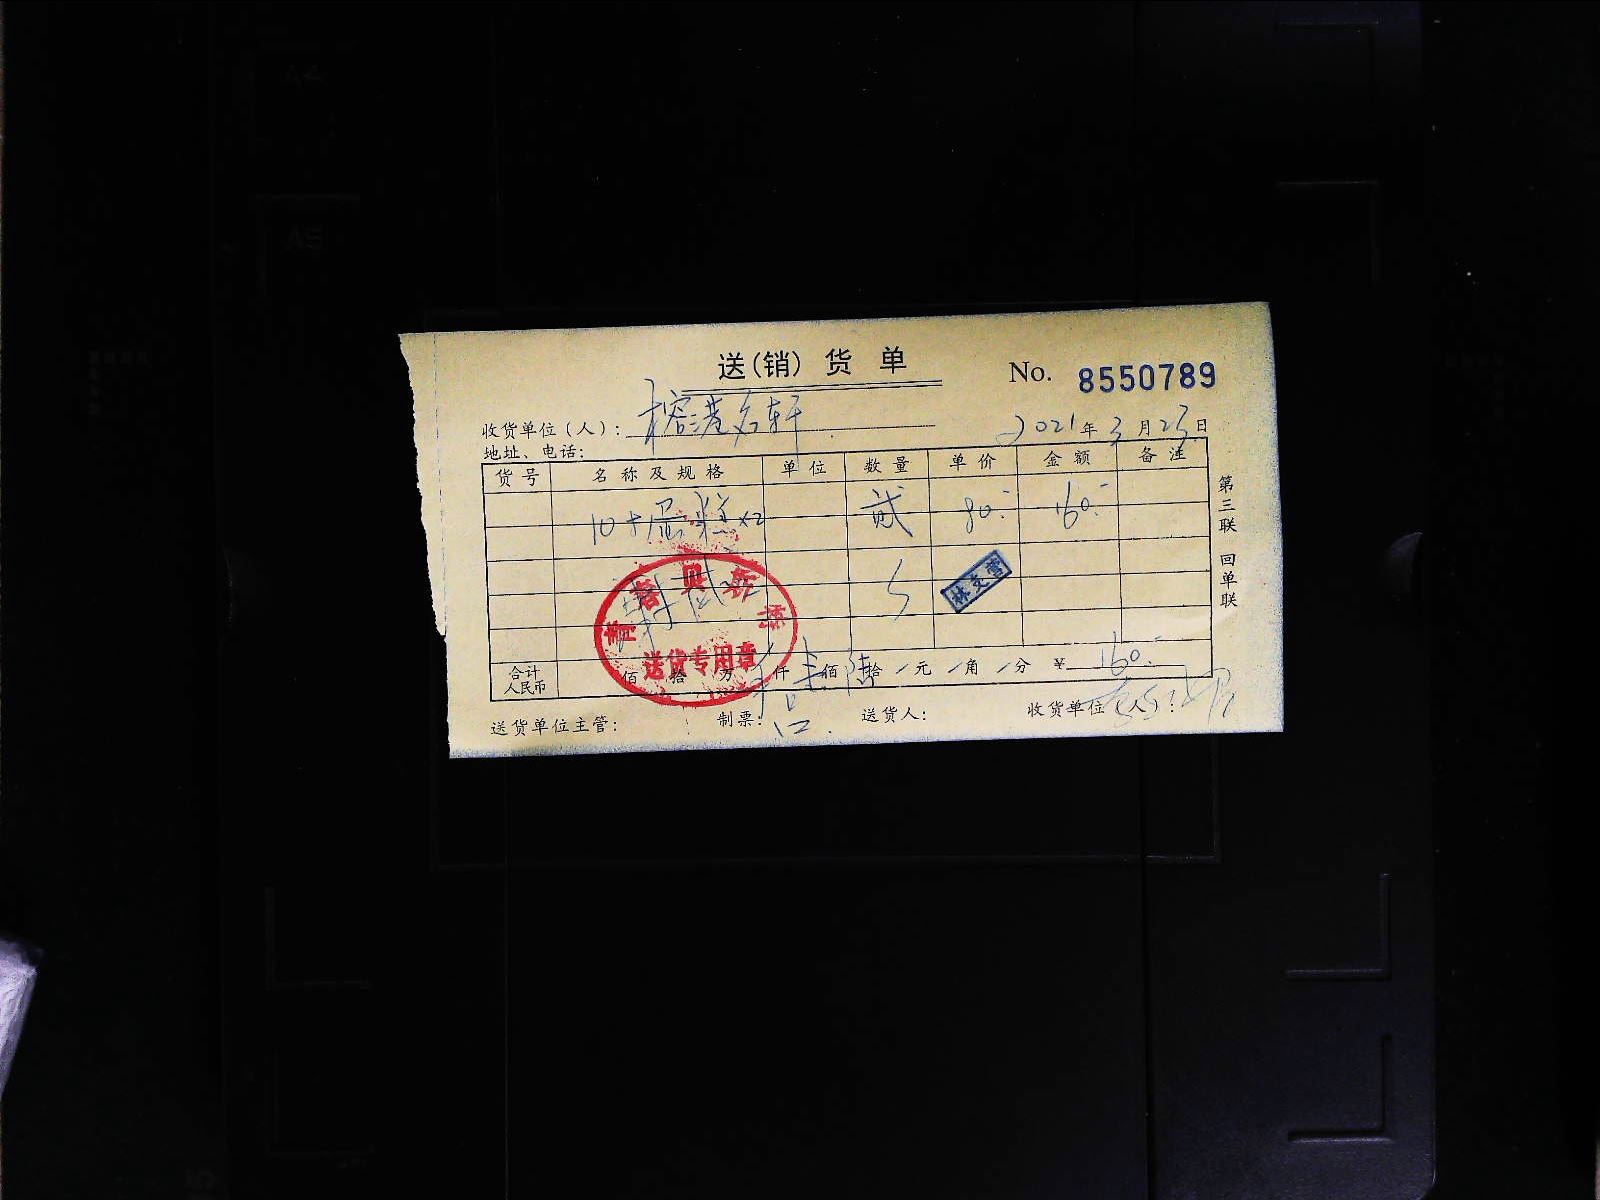 送(销)货单
No. 8550789
收货单位(人): 榕港名轩
2021年3月23日
地址、电话:
货号 名称及规格 单位 数量 单价 金额 备注
10寸 ×2 贰 80.- 160.-
林支营
送货专用章
合计人民币 佰 拾 万 仟 壹佰 陆拾 / 元 / 角 / 分 ¥ 160.-
送货单位主管: 制票: 送货人: 收货单位(人):
第三联 回单联